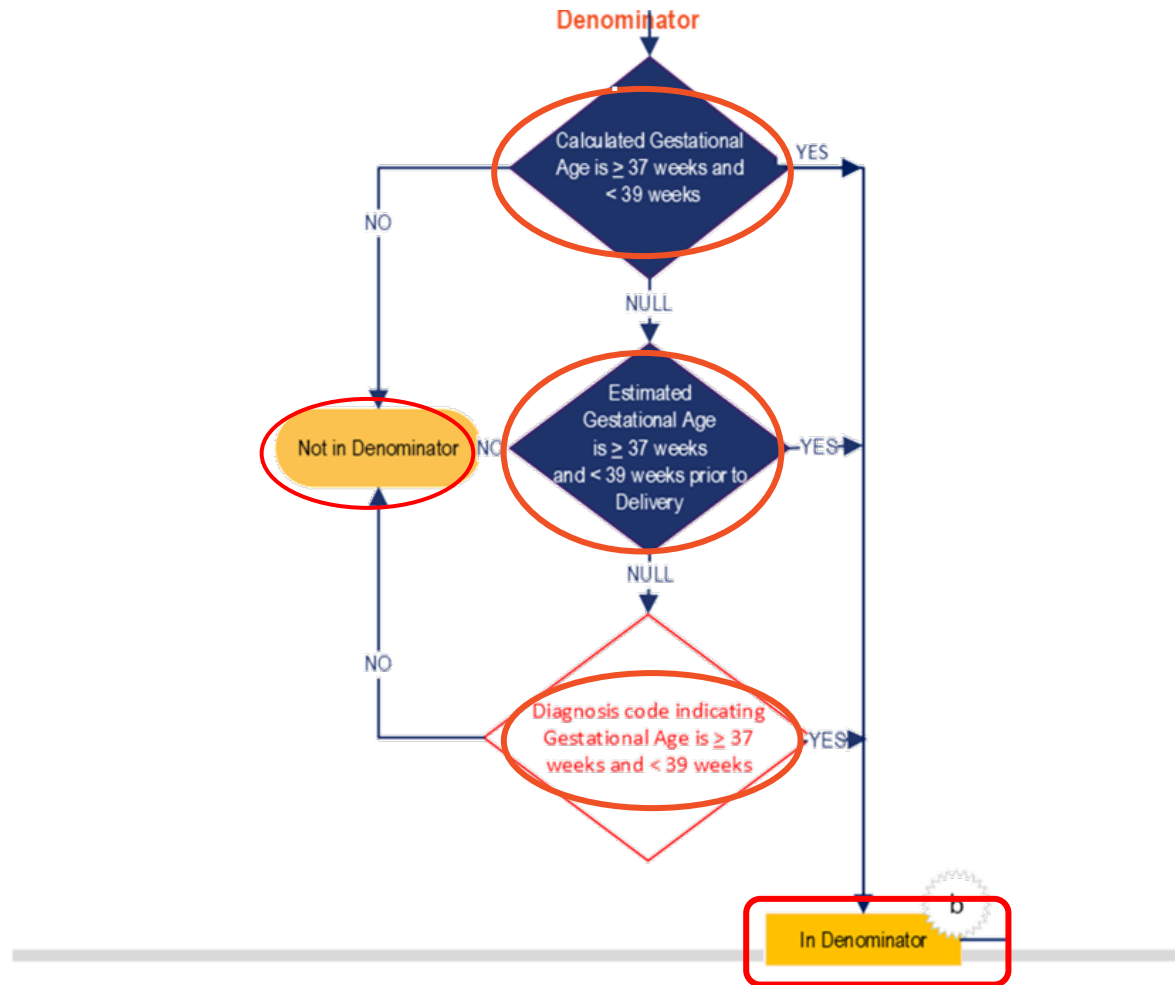 Denominator
Calculated Gestational
Age is ≥ 37 weeks and
< 39 weeks
YES
NO
NULL
Estimated
Gestational Age
is ≥ 37 weeks
and < 39 weeks prior to
Delivery
Not in Denominator
NO
YES
NULL
NO
Diagnosis code indicating
Gestational Age is ≥ 37
weeks and < 39 weeks
YES
b
In Denominator